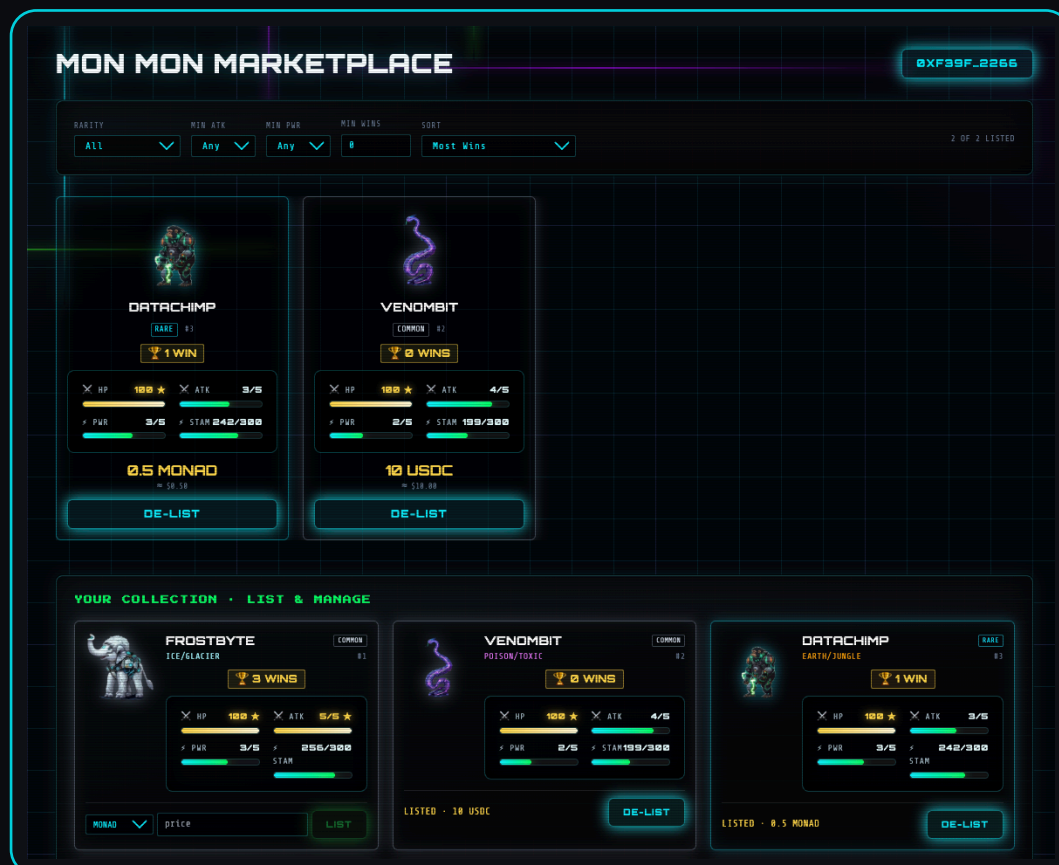 MON MON MARKETPLACE
0XF39F_2266
RARITY
MIN ATK
MIN PWR
MIN WINS
SORT
All
Any
Any
0
Most Wins
2 OF 2 LISTED
DATACHIMP
RARE #3
🏆 1 WIN
HP 100 ★ ATK 3/5
PWR 3/5 STAM 242/300
0.5 MONAD
≈ $0.50
DE-LIST
VENOMBIT
COMMON #2
🏆 0 WINS
HP 100 ★ ATK 4/5
PWR 2/5 STAM 199/300
10 USDC
≈ $10.00
DE-LIST
YOUR COLLECTION · LIST & MANAGE
FROSTBYTE COMMON
ICE/GLACIER #1
🏆 3 WINS
HP 100 ★ ATK 5/5 ★
PWR 3/5 STAM 256/300
MONAD price LIST
VENOMBIT COMMON
POISON/TOXIC #2
🏆 0 WINS
HP 100 ★ ATK 4/5
PWR 2/5 STAM 199/300
LISTED · 10 USDC DE-LIST
DATACHIMP RARE
EARTH/JUNGLE #3
🏆 1 WIN
HP 100 ★ ATK 3/5
PWR 3/5 STAM 242/300
LISTED · 0.5 MONAD DE-LIST